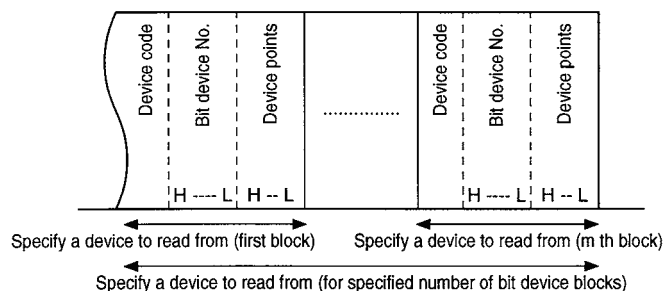 Device code
Bit device No.
Device points
..............
Device code
Bit device No.
Device points
H ---- L
H -- L
H ---- L
H -- L
Specify a device to read from (first block)
Specify a device to read from (m th block)
Specify a device to read from (for specified number of bit device blocks)